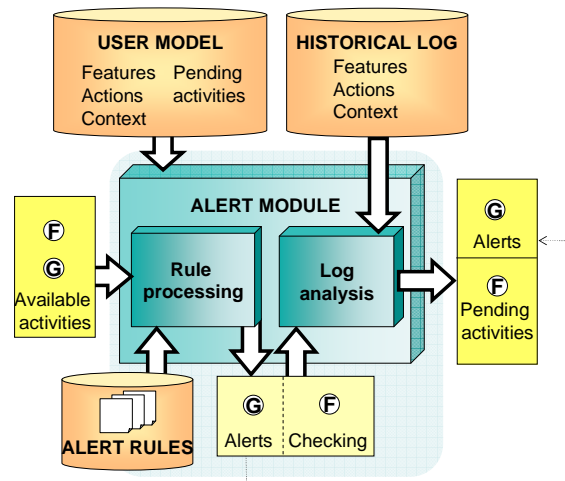 USER MODEL
Features Pending
Actions activities
Context
HISTORICAL LOG
Features
Actions
Context
ALERT MODULE
F
G
Available
activities
Rule
processing
Log
analysis
G
Alerts
F
Pending
activities
ALERT RULES
G F
Alerts Checking